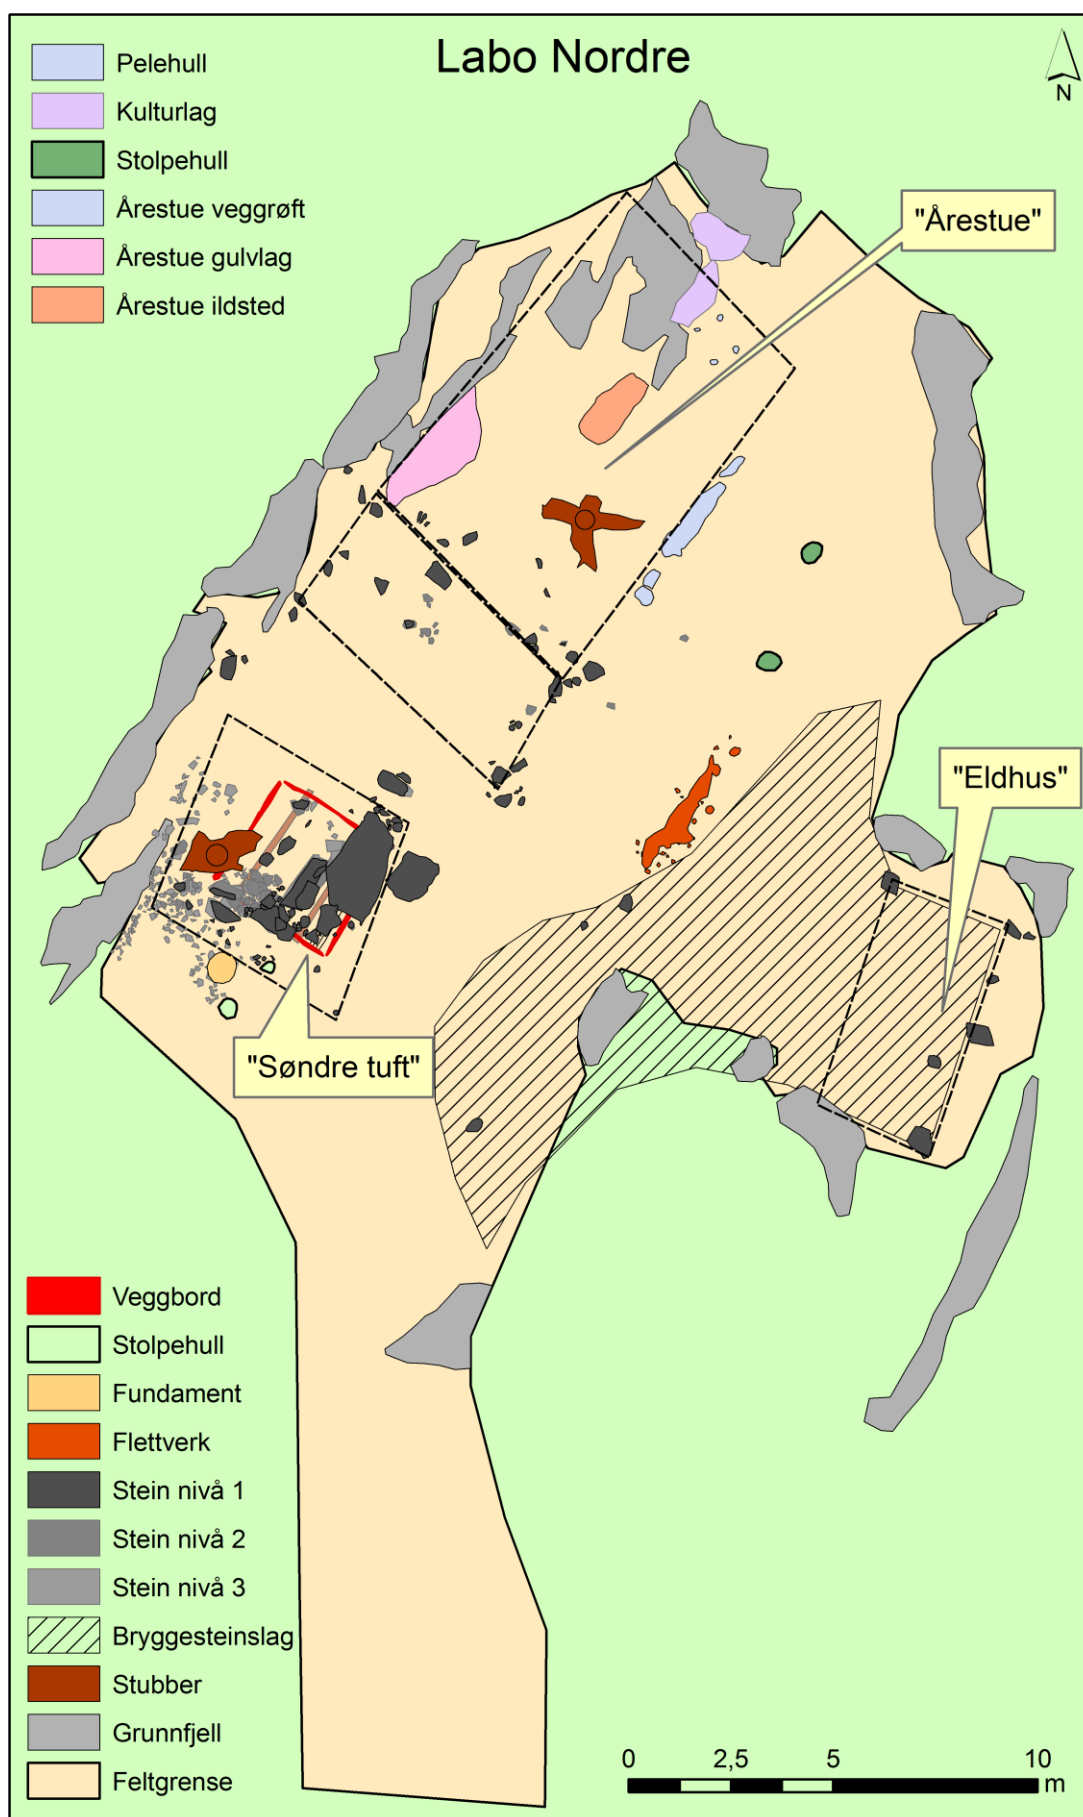 Labo Nordre
N
Pelehull
Kulturlag
Stolpehull
Årestue veggrøft
Årestue gulvlag
Årestue ildsted
"Årestue"
"Eldhus"
"Søndre tuft"
Veggbord
Stolpehull
Fundament
Flettverk
Stein nivå 1
Stein nivå 2
Stein nivå 3
Bryggesteinslag
Stubber
Grunnfjell
Feltgrense
0 2,5 5 10
m